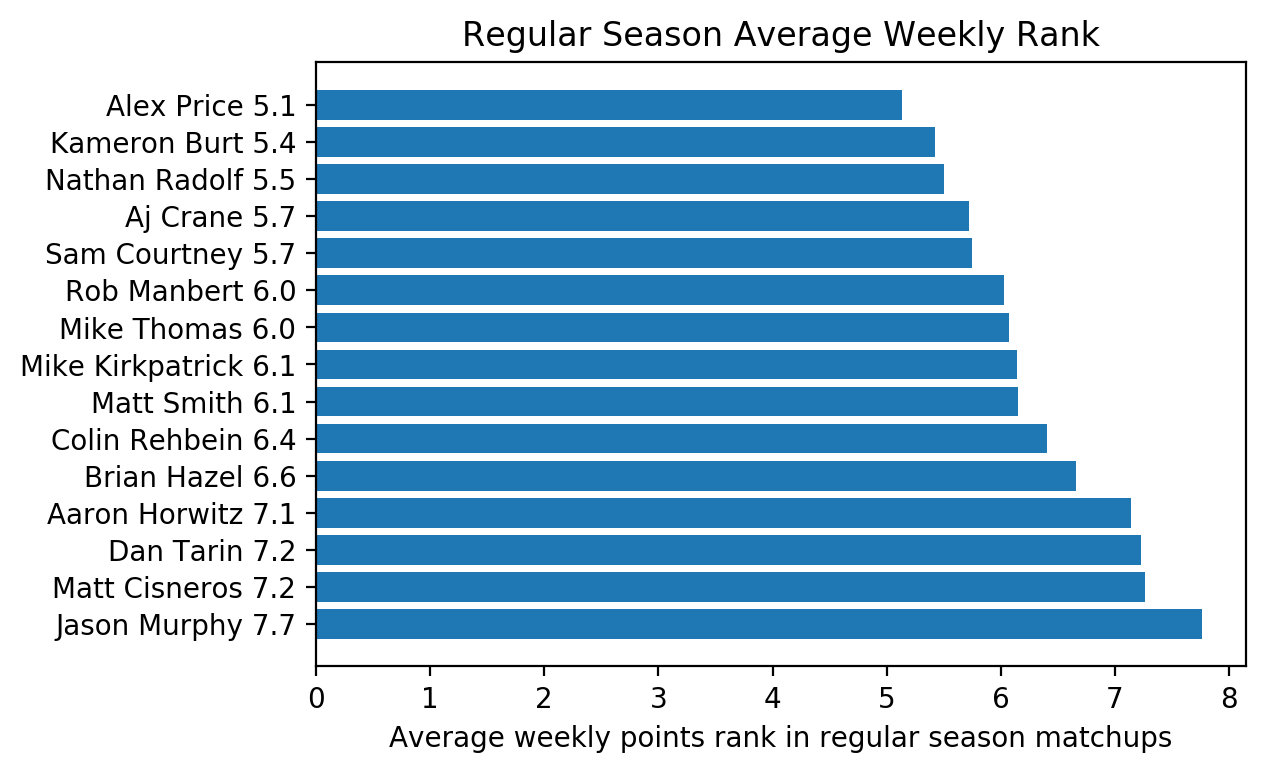 Regular Season Average Weekly Rank
Alex Price 5.1
Kameron Burt 5.4
Nathan Radolf 5.5
Aj Crane 5.7
Sam Courtney 5.7
Rob Manbert 6.0
Mike Thomas 6.0
Mike Kirkpatrick 6.1
Matt Smith 6.1
Colin Rehbein 6.4
Brian Hazel 6.6
Aaron Horwitz 7.1
Dan Tarin 7.2
Matt Cisneros 7.2
Jason Murphy 7.7
0 1 2 3 4 5 6 7 8
Average weekly points rank in regular season matchups